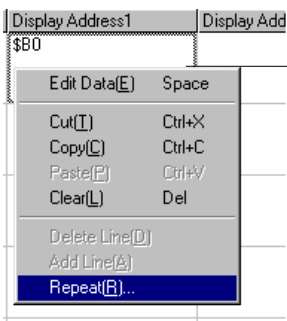 Display Address1 Display Add
$B0
Edit Data(E) Space
Cut(T) Ctrl+X
Copy(C) Ctrl+C
Paste(P) Ctrl+V
Clear(L) Del
Delete Line(D)
Add Line(A)
Repeat(R)...